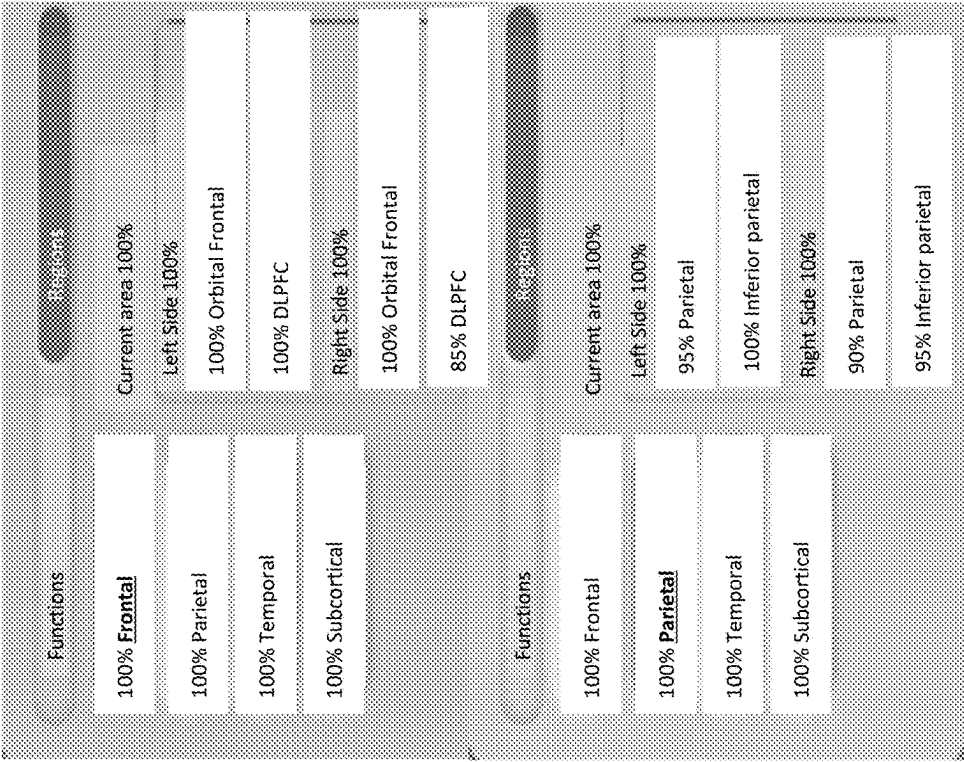 Functions
Regions
100% Frontal
100% Parietal
100% Temporal
100% Subcortical
Current area 100%
Left Side 100%
100% Orbital Frontal
100% DLPFC
Right Side 100%
100% Orbital Frontal
85% DLPFC
Functions
Regions
100% Frontal
100% Parietal
100% Temporal
100% Subcortical
Current area 100%
Left Side 100%
95% Parietal
100% Inferior parietal
Right Side 100%
90% Parietal
95% Inferior parietal